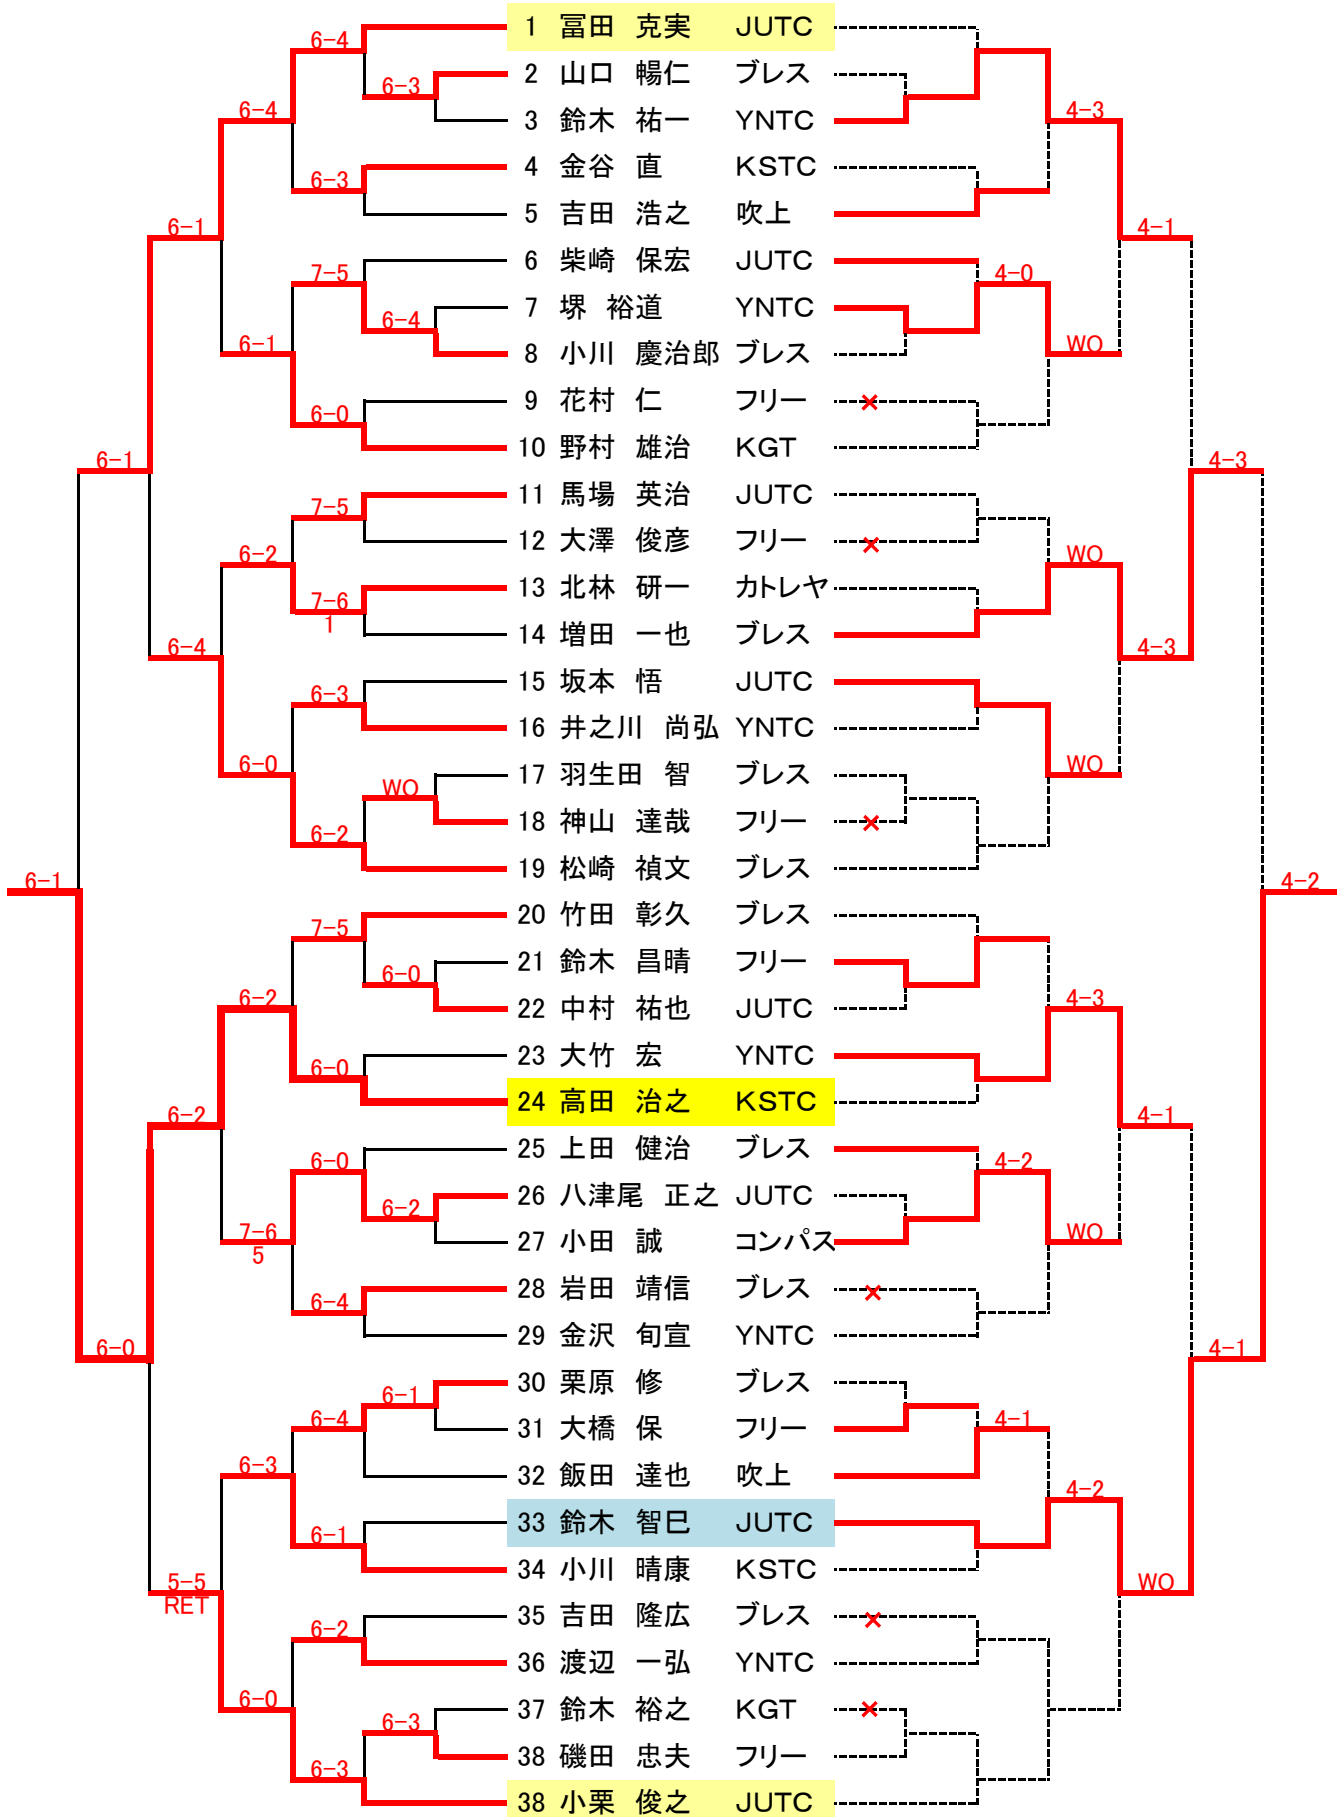 1 冨田 克実 JUTC
6-4
2 山口 暢仁 ブレス
6-3
3 鈴木 祐一 YNTC
6-4 4-3
4 金谷 直 KSTC
6-3
5 吉田 浩之 吹上
6-1 4-1
6 柴崎 保宏 JUTC
7-5 4-0
7 堺 裕道 YNTC
6-4
8 小川 慶治郎 ブレス
6-1 WO
9 花村 仁 フリー ×
6-0
10 野村 雄治 KGT
6-1 4-3
11 馬場 英治 JUTC
7-5
12 大澤 俊彦 フリー ×
6-2 WO
13 北林 研一 カトレヤ
7-6
1
14 増田 一也 ブレス
6-4 4-3
15 坂本 悟 JUTC
6-3
16 井之川 尚弘 YNTC
6-0 WO
17 羽生田 智 ブレス
WO
18 神山 達哉 フリー ×
6-2
19 松崎 禎文 ブレス
6-1 4-2
20 竹田 彰久 ブレス
7-5
21 鈴木 昌晴 フリー
6-0
22 中村 祐也 JUTC
6-2 4-3
23 大竹 宏 YNTC
6-0
24 高田 治之 KSTC
6-2 4-1
25 上田 健治 ブレス
6-0 4-2
26 八津尾 正之 JUTC
6-2
27 小田 誠 コンパス
7-6 WO
5
28 岩田 靖信 ブレス ×
6-4
29 金沢 旬宣 YNTC
6-0 4-1
30 栗原 修 ブレス
6-1
31 大橋 保 フリー
6-4 4-1
32 飯田 達也 吹上
6-3 4-2
33 鈴木 智巳 JUTC
6-1
34 小川 晴康 KSTC
5-5 WO
RET
35 吉田 隆広 ブレス ×
6-2
36 渡辺 一弘 YNTC
6-0
37 鈴木 裕之 KGT ×
6-3
38 磯田 忠夫 フリー
6-3
38 小栗 俊之 JUTC